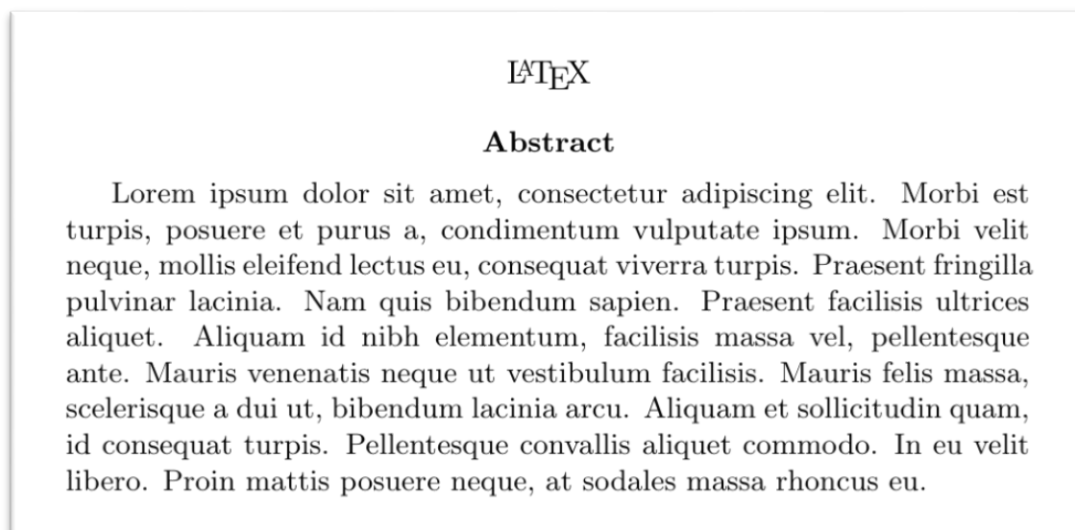 LATEX
Abstract
Lorem ipsum dolor sit amet, consectetur adipiscing elit. Morbi est
turpis, posuere et purus a, condimentum vulputate ipsum. Morbi velit
neque, mollis eleifend lectus eu, consequat viverra turpis. Praesent fringilla
pulvinar lacinia. Nam quis bibendum sapien. Praesent facilisis ultrices
aliquet. Aliquam id nibh elementum, facilisis massa vel, pellentesque
ante. Mauris venenatis neque ut vestibulum facilisis. Mauris felis massa,
scelerisque a dui ut, bibendum lacinia arcu. Aliquam et sollicitudin quam,
id consequat turpis. Pellentesque convallis aliquet commodo. In eu velit
libero. Proin mattis posuere neque, at sodales massa rhoncus eu.